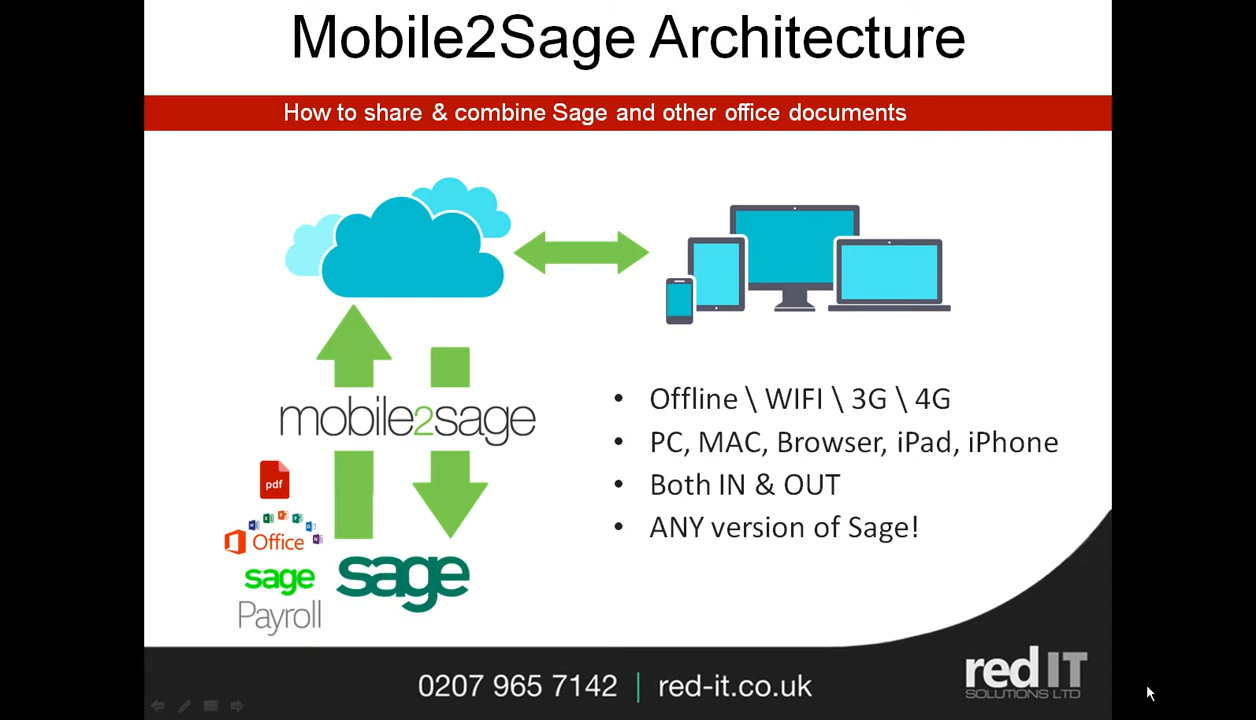 Mobile2Sage Architecture
How to share & combine Sage and other office documents
mobile2sage
pdf
Office
sage
Payroll
sage
• Offline \ WIFI \ 3G \ 4G
• PC, MAC, Browser, iPad, iPhone
• Both IN & OUT
• ANY version of Sage!
0207 965 7142 | red-it.co.uk
red IT
SOLUTIONS LTD